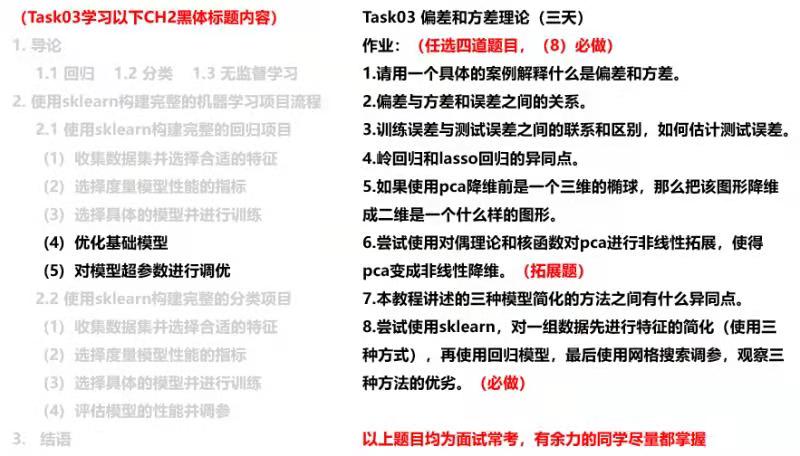 （Task03学习以下CH2黑体标题内容）
1. 导论
1.1 回归 1.2 分类 1.3 无监督学习
2. 使用sklearn构建完整的机器学习项目流程
2.1 使用sklearn构建完整的回归项目
（1）收集数据集并选择合适的特征
（2）选择度量模型性能的指标
（3）选择具体的模型并进行训练
（4）优化基础模型
（5）对模型超参数进行调优
2.2 使用sklearn构建完整的分类项目
（1）收集数据集并选择合适的特征
（2）选择度量模型性能的指标
（3）选择具体的模型并进行训练
（4）评估模型的性能并调参
3. 结语
Task03 偏差和方差理论（三天）
作业：（任选四道题目，（8）必做）
1.请用一个具体的案例解释什么是偏差和方差。
2.偏差与方差和误差之间的关系。
3.训练误差与测试误差之间的联系和区别，如何估计测试误差。
4.岭回归和lasso回归的异同点。
5.如果使用pca降维前是一个三维的椭球，那么把该图形降维
成二维是一个什么样的图形。
6.尝试使用对偶理论和核函数对pca进行非线性拓展，使得
pca变成非线性降维。（拓展题）
7.本教程讲述的三种模型简化的方法之间有什么异同点。
8.尝试使用sklearn，对一组数据先进行特征的简化（使用三
种方式），再使用回归模型，最后使用网格搜索调参，观察三
种方法的优劣。（必做）
以上题目均为面试常考，有余力的同学尽量都掌握